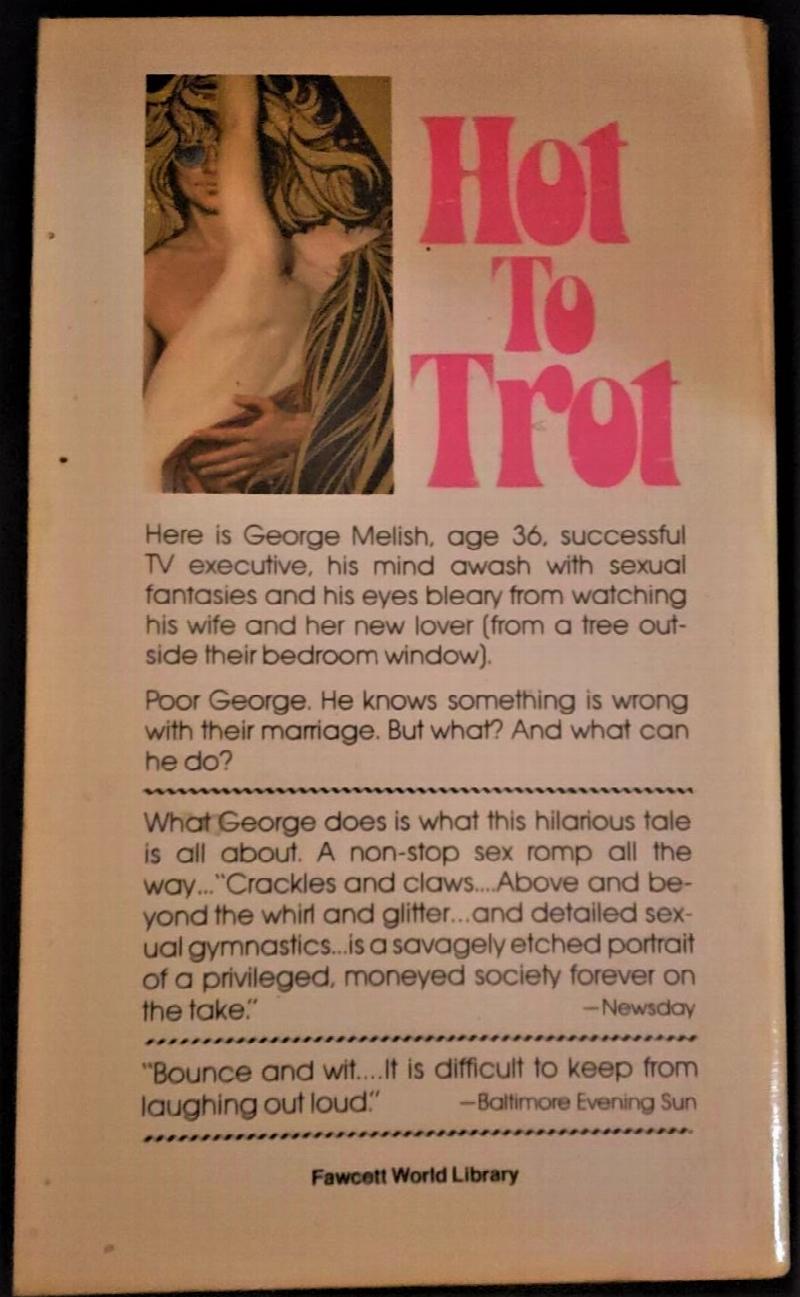 Hot
To
Trot
Here is George Melish, age 36, successful
TV executive, his mind awash with sexual
fantasies and his eyes bleary from watching
his wife and her new lover (from a tree out-
side their bedroom window).
Poor George. He knows something is wrong
with their marriage. But what? And what can
he do?
What George does is what this hilarious tale
is all about. A non-stop sex romp all the
way..."Crackles and claws....Above and be-
yond the whirl and glitter...and detailed sex-
ual gymnastics...is a savagely etched portrait
of a privileged, moneyed society forever on
the take." —Newsday
"Bounce and wit....It is difficult to keep from
laughing out loud." —Baltimore Evening Sun
Fawcett World Library